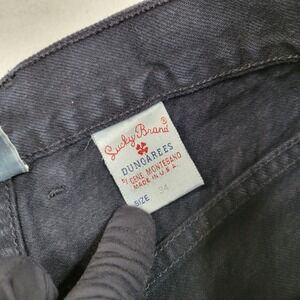 Lucky Brand ®
DUNGAREES
by GENE MONTESANO
MADE IN U.S.A.
SIZE 34